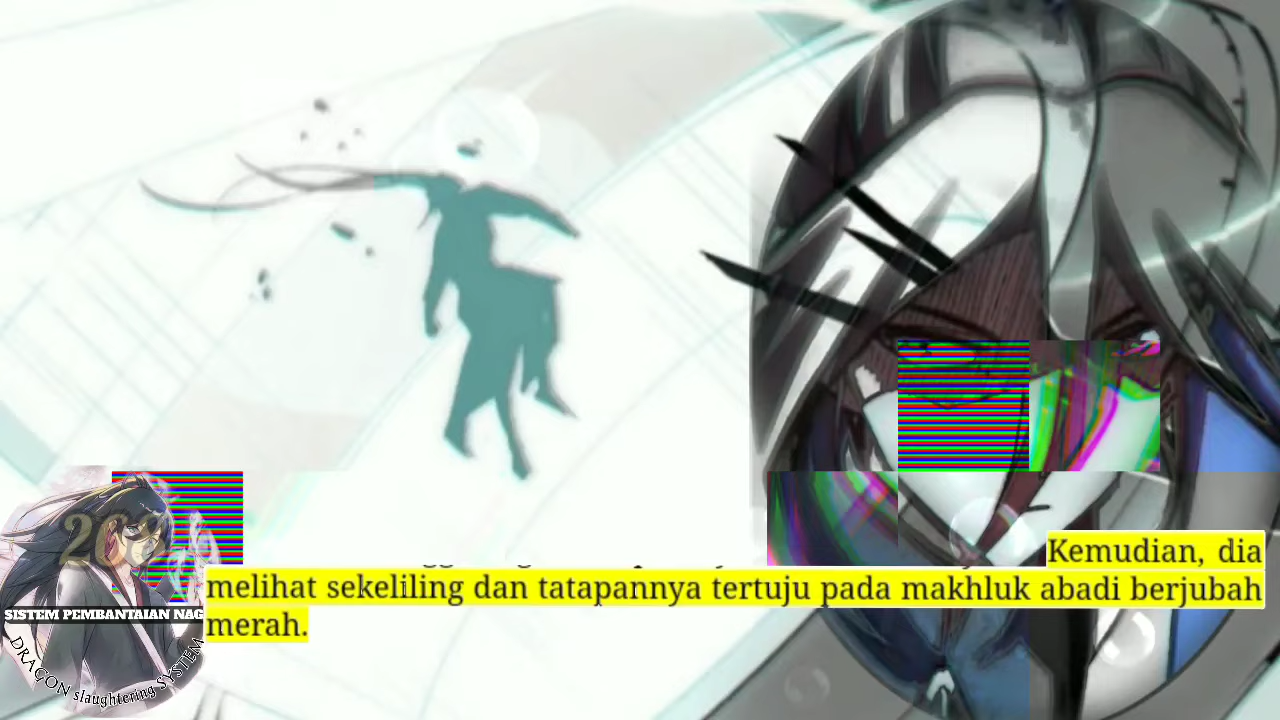 Kemudian, dia
melihat sekeliling dan tatapannya tertuju pada makhluk abadi berjubah
merah.
SISTEM PEMBANTAIAN NAG
DRAGON slaughtering SYSTEM